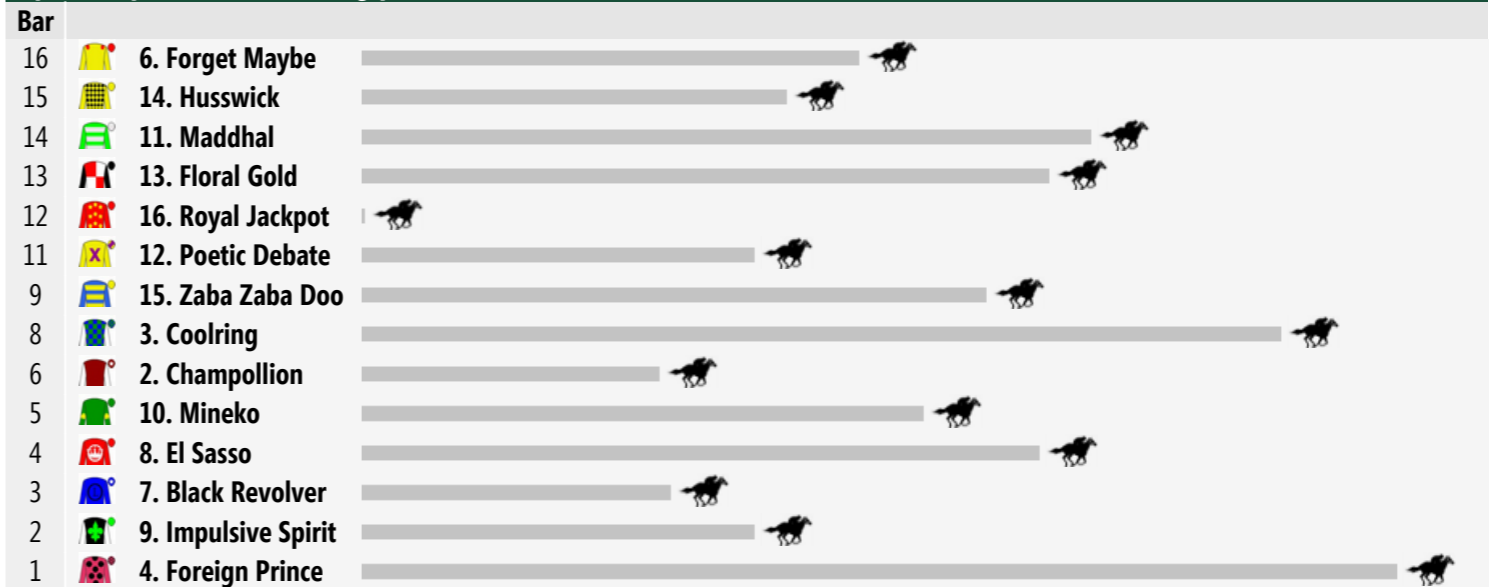 Bar
16 6. Forget Maybe
15 14. Husswick
14 11. Maddhal
13 13. Floral Gold
12 16. Royal Jackpot
11 12. Poetic Debate
9 15. Zaba Zaba Doo
8 3. Coolring
6 2. Champollion
5 10. Mineko
4 8. El Sasso
3 7. Black Revolver
2 9. Impulsive Spirit
1 4. Foreign Prince